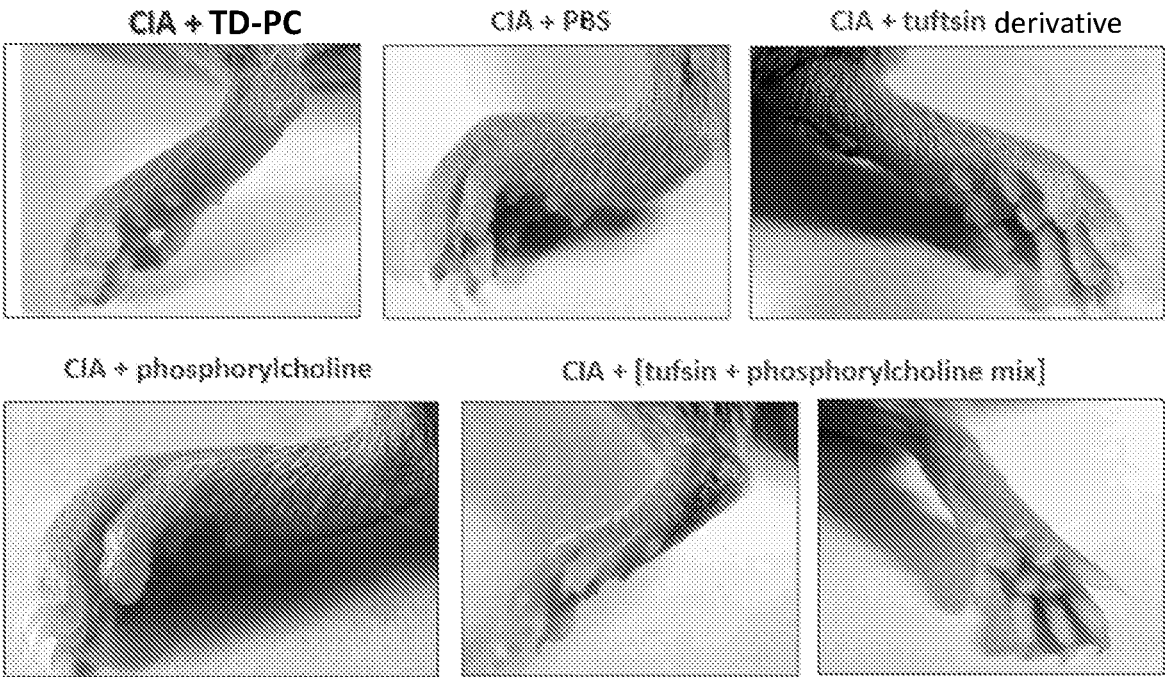 CIA + TD-PC
CIA + PBS
CIA + tuftsin derivative
CIA + phosphorylcholine
CIA + [tufsin + phosphorylcholine mix]